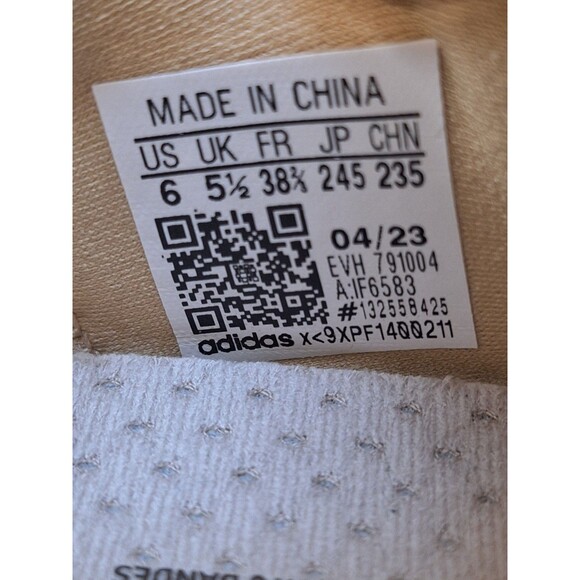 MADE IN CHINA
US UK FR JP CHN
6 5½ 38⅔ 245 235
04/23
EVH 791004
A:IF6583
#132558425
adidas X<9XPF1400211
BANDES